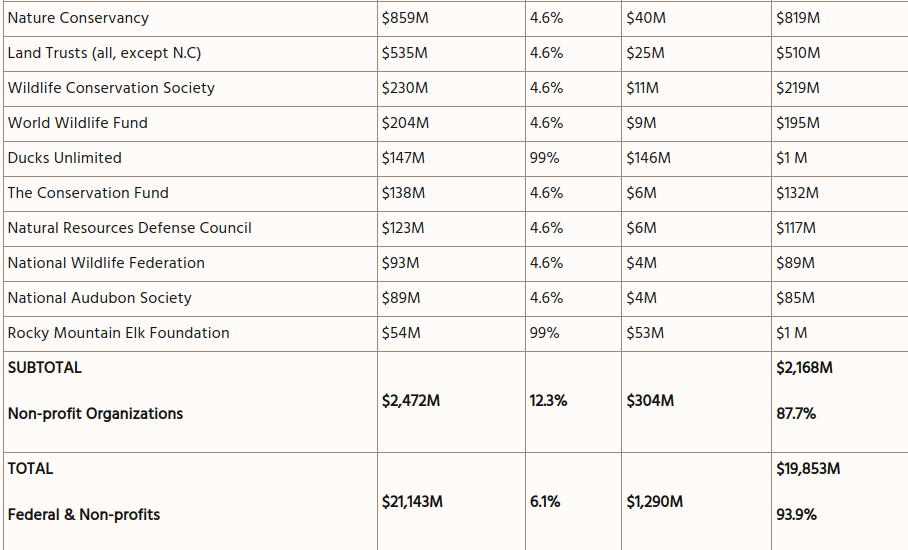 Nature Conservancy $859M 4.6% $40M $819M
Land Trusts (all, except N.C) $535M 4.6% $25M $510M
Wildlife Conservation Society $230M 4.6% $11M $219M
World Wildlife Fund $204M 4.6% $9M $195M
Ducks Unlimited $147M 99% $146M $1 M
The Conservation Fund $138M 4.6% $6M $132M
Natural Resources Defense Council $123M 4.6% $6M $117M
National Wildlife Federation $93M 4.6% $4M $89M
National Audubon Society $89M 4.6% $4M $85M
Rocky Mountain Elk Foundation $54M 99% $53M $1 M
SUBTOTAL $2,168M
$2,472M 12.3% $304M
Non-profit Organizations 87.7%
TOTAL $19,853M
$21,143M 6.1% $1,290M
Federal & Non-profits 93.9%